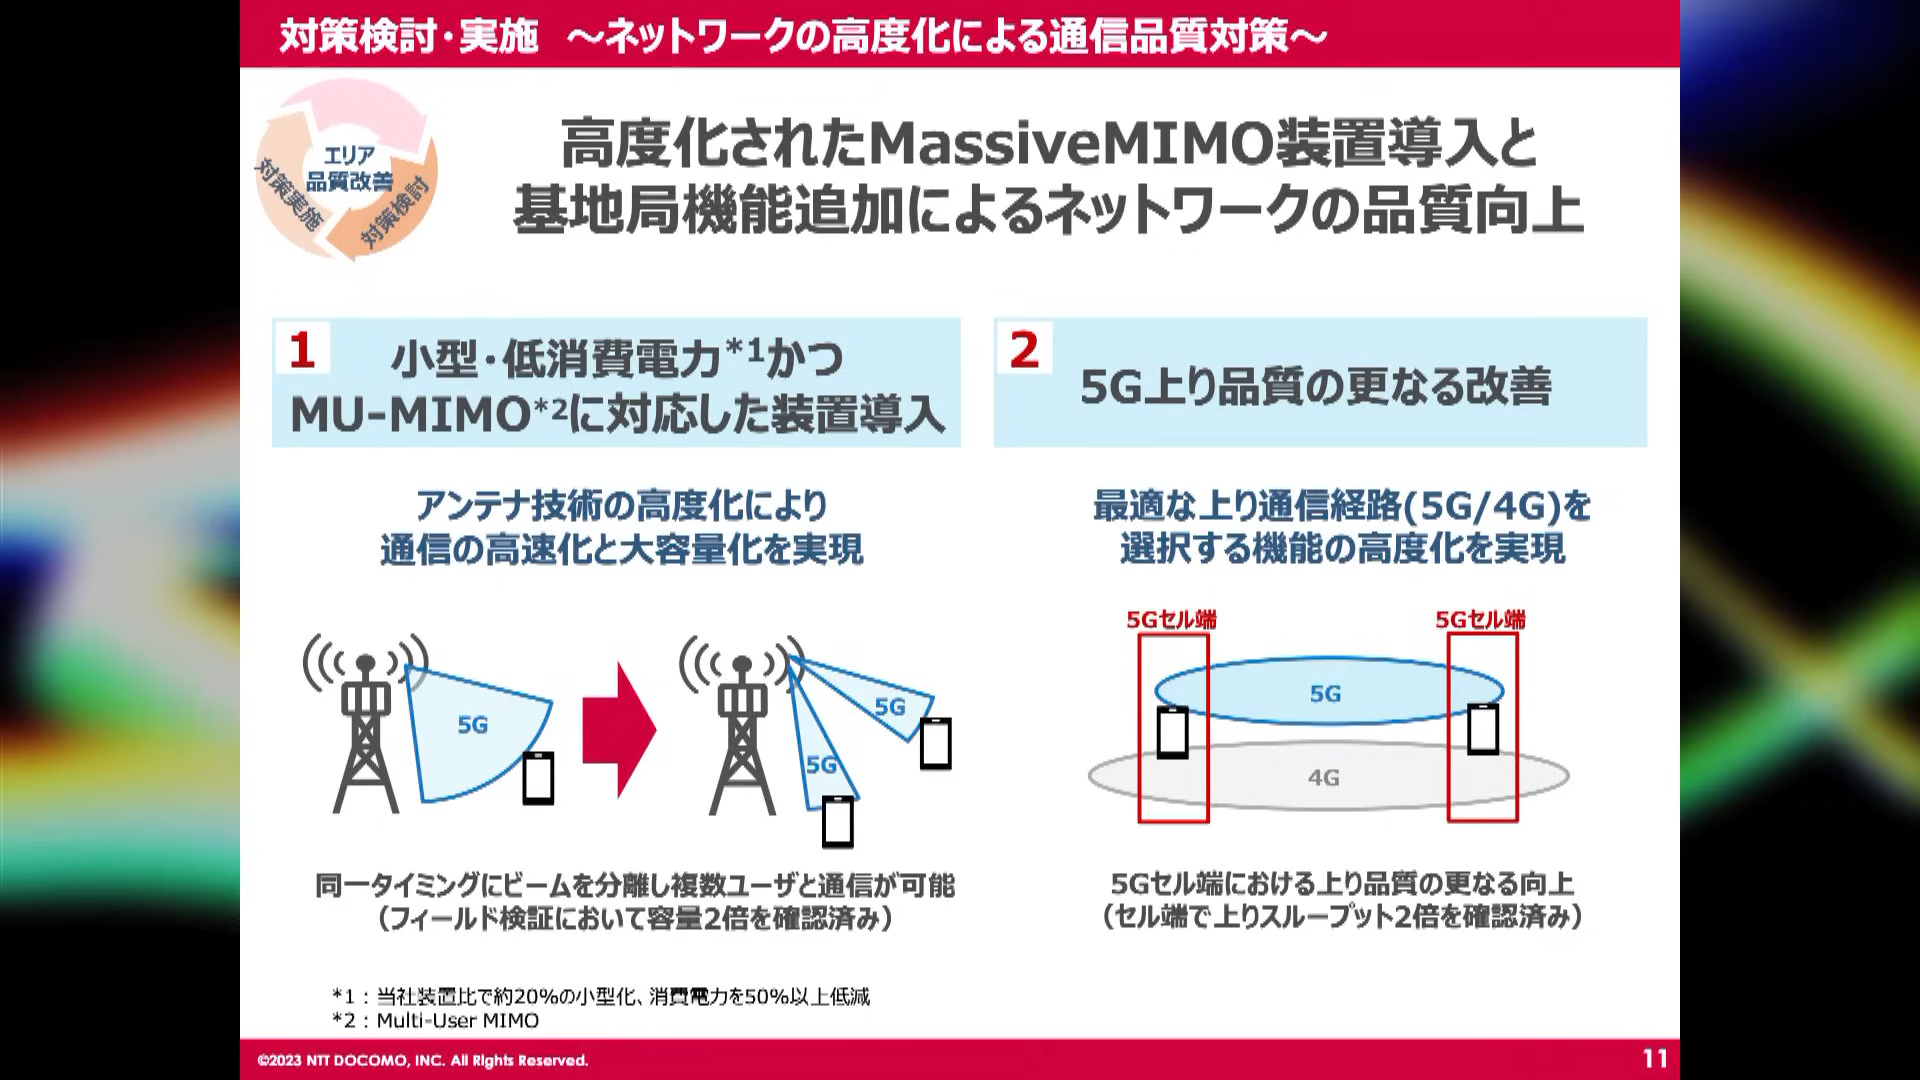 対策検討・実施　～ネットワークの高度化による通信品質対策～
エリア
品質改善
対策実施
対策検討
高度化されたMassiveMIMO装置導入と
基地局機能追加によるネットワークの品質向上
1
小型・低消費電力*1かつ
MU-MIMO*2に対応した装置導入
アンテナ技術の高度化により
通信の高速化と大容量化を実現
5G
5G
5G
同一タイミングにビームを分離し複数ユーザと通信が可能
（フィールド検証において容量2倍を確認済み）
2
5G上り品質の更なる改善
最適な上り通信経路(5G/4G)を
選択する機能の高度化を実現
5Gセル端
5Gセル端
5G
4G
5Gセル端における上り品質の更なる向上
（セル端で上りスループット2倍を確認済み）
*1：当社装置比で約20%の小型化、消費電力を50%以上低減
*2：Multi-User MIMO
©2023 NTT DOCOMO, INC. All Rights Reserved.
11